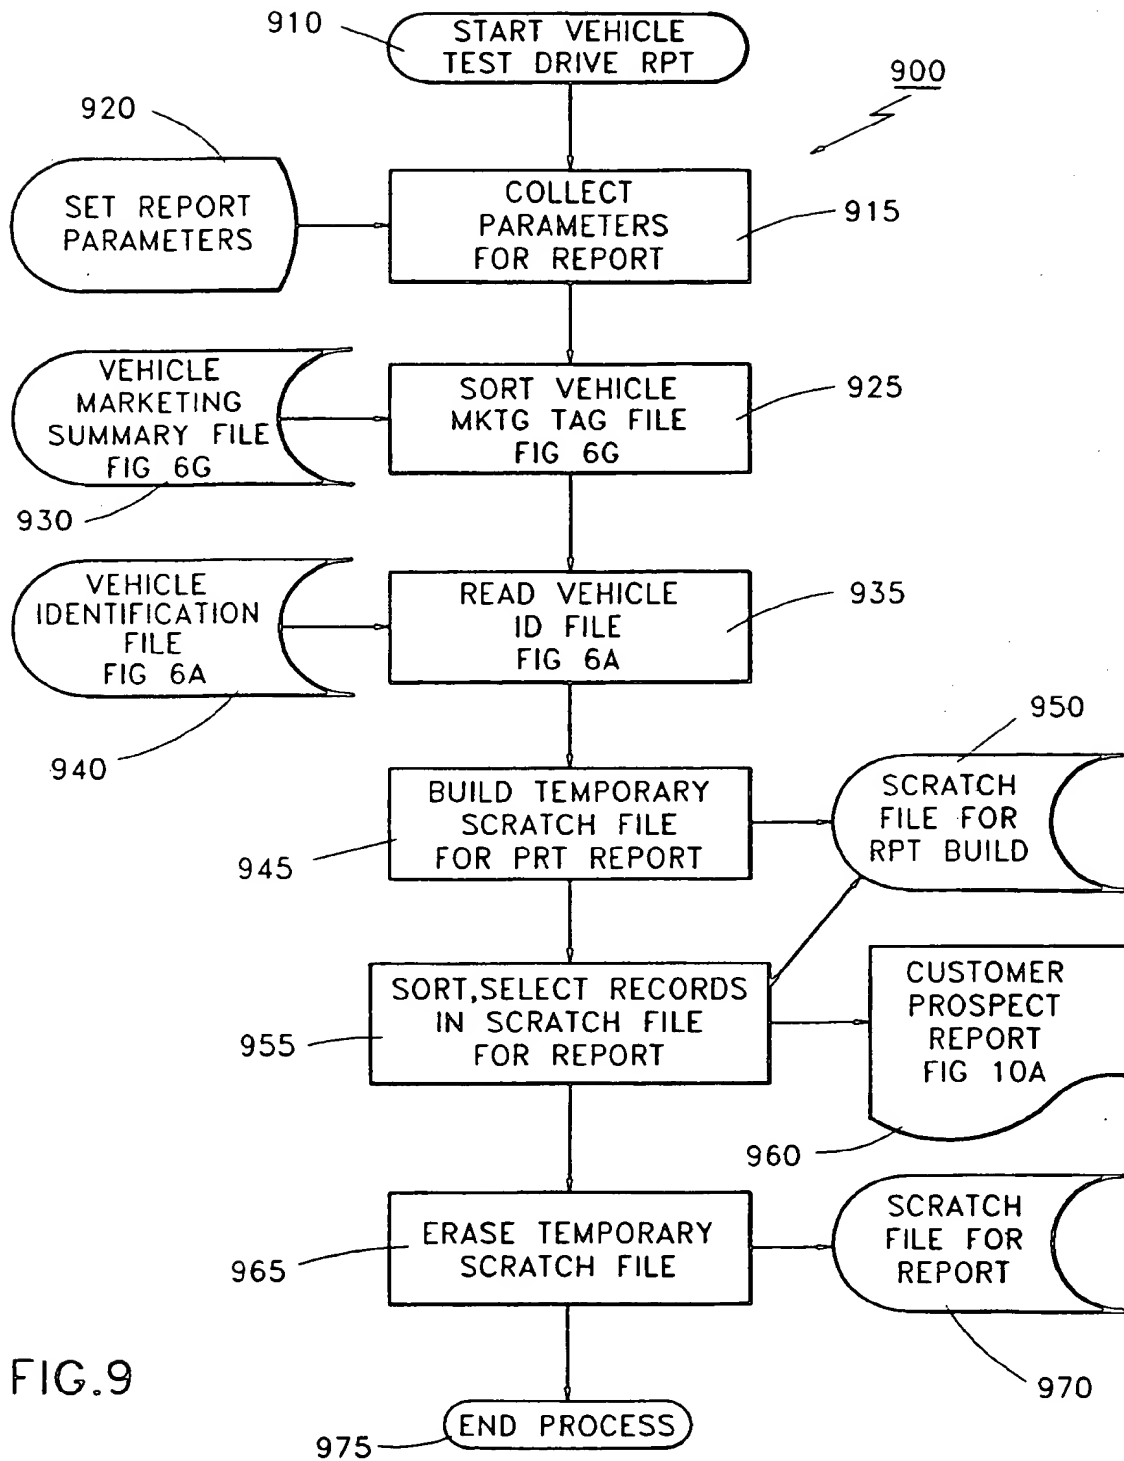 910
START VEHICLE
TEST DRIVE RPT
900
920
SET REPORT
PARAMETERS
COLLECT
PARAMETERS
FOR REPORT
915
VEHICLE
MARKETING
SUMMARY FILE
FIG 6G
930
SORT VEHICLE
MKTG TAG FILE
FIG 6G
925
VEHICLE
IDENTIFICATION
FILE
FIG 6A
940
READ VEHICLE
ID FILE
FIG 6A
935
BUILD TEMPORARY
SCRATCH FILE
FOR PRT REPORT
945
950
SCRATCH
FILE FOR
RPT BUILD
SORT,SELECT RECORDS
IN SCRATCH FILE
FOR REPORT
955
CUSTOMER
PROSPECT
REPORT
FIG 10A
960
ERASE TEMPORARY
SCRATCH FILE
965
SCRATCH
FILE FOR
REPORT
970
FIG.9
END PROCESS
975